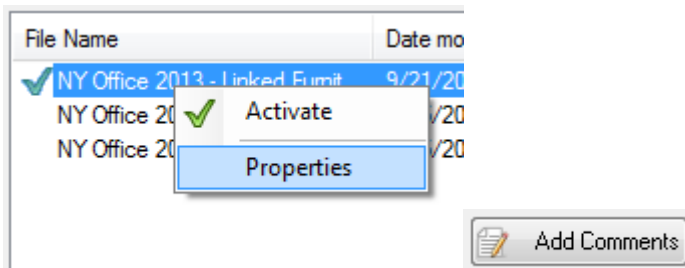 File Name Date mo
NY Office 2013 - Linked Furnit... 9/21/20
NY Office 20 Activate /20
NY Office 20 /20
Properties
Add Comments